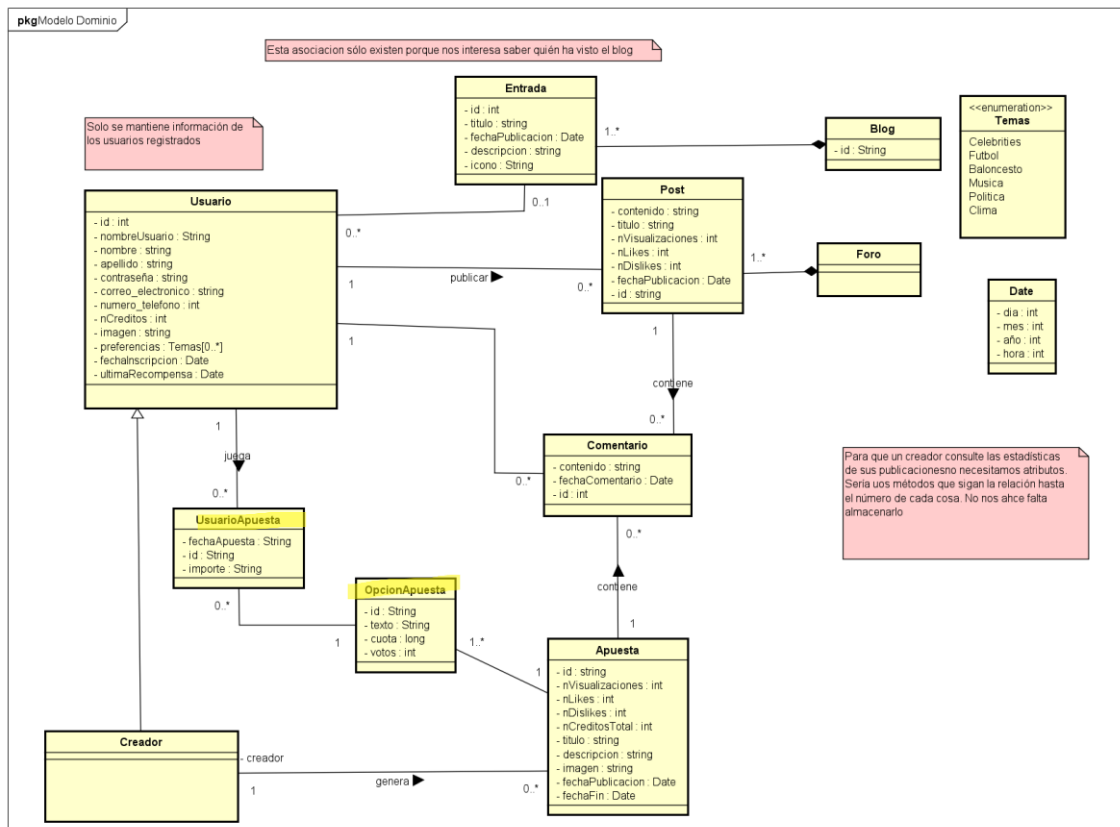 pkg Modelo Dominio
Esta asociacion sólo existen porque nos interesa saber quién ha visto el blog
Solo se mantiene información de
los usuarios registrados
Entrada
- id : int
- titulo : string
- fechaPublicacion : Date
- descripcion : string
- icono : String
1..*
0..1
Blog
- id : String
<<enumeration>>
Temas
Celebrities
Futbol
Baloncesto
Musica
Politica
Clima
Usuario
- id : int
- nombreUsuario : String
- nombre : string
- apellido : string
- contraseña : string
- correo_electronico : string
- numero_telefono : int
- nCreditos : int
- imagen : string
- preferencias : Temas[0..*]
- fechaInscripcion : Date
- ultimaRecompensa : Date
0..*
1
publicar
0..*
1
Post
- contenido : string
- titulo : string
- nVisualizaciones : int
- nLikes : int
- nDislikes : int
- fechaPublicacion : Date
- id : string
1..*
Foro
Date
- dia : int
- mes : int
- año : int
- hora : int
1
contiene
0..*
1
juega
0..*
Comentario
- contenido : string
- fechaComentario : Date
- id : int
0..*
0..*
contiene
1
Para que un creador consulte las estadísticas
de sus publicacionesno necesitamos atributos.
Sería uos métodos que sigan la relación hasta
el número de cada cosa. No nos ahce falta
almacenarlo
UsuarioApuesta
- fechaApuesta : String
- id : String
- importe : String
0..*
1
OpcionApuesta
- id : String
- texto : String
- cuota : long
- votos : int
1..*
1
Apuesta
- id : string
- nVisualizaciones : int
- nLikes : int
- nDislikes : int
- nCreditosTotal : int
- titulo : string
- descripcion : string
- imagen : string
- fechaPublicacion : Date
- fechaFin : Date
Creador
- creador
1
genera
0..*